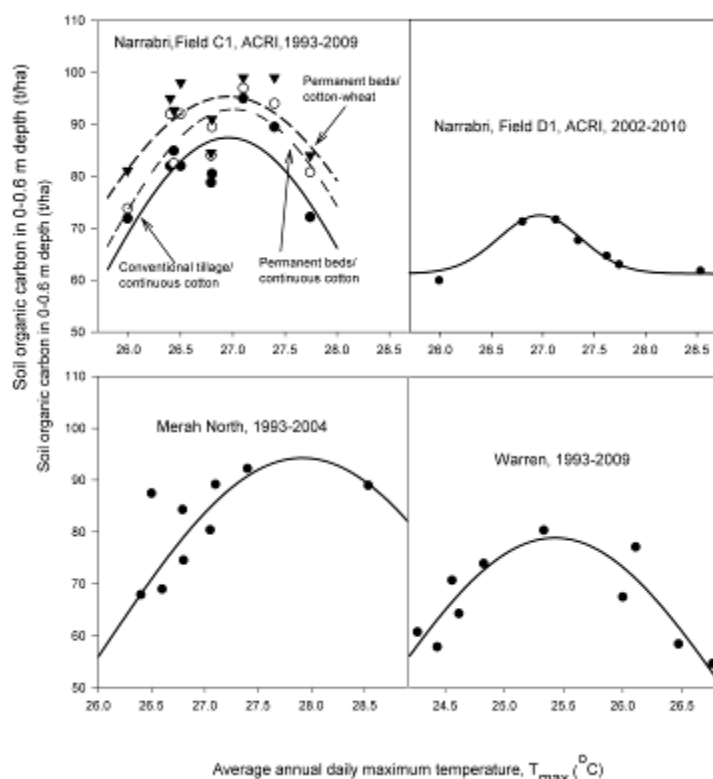 Narrabri,Field C1, ACRI,1993-2009
Permanent beds/
cotton-wheat
Conventional tillage/
continuous cotton
Permanent beds/
continuous cotton
110
100
90
80
70
60
50
26.0 26.5 27.0 27.5 28.0
Narrabri, Field D1, ACRI, 2002-2010
26.0 26.5 27.0 27.5 28.0 28.5
Soil organic carbon in 0-0.6 m depth (t/ha)
Soil organic carbon in 0-0.6 m depth (t/ha)
Merah North, 1993-2004
110
100
90
80
70
60
50
26.0 26.5 27.0 27.5 28.0 28.5
Warren, 1993-2009
24.5 25.0 25.5 26.0 26.5
Average annual daily maximum temperature, Tmax (°C)